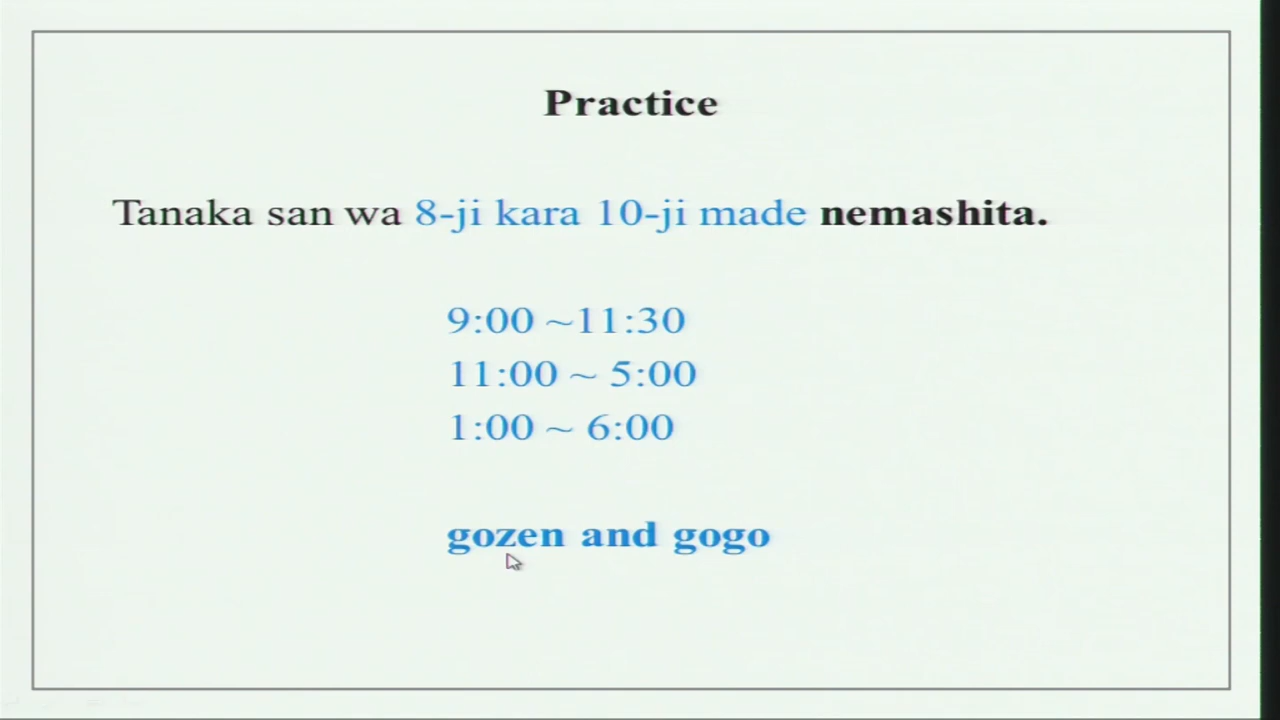 Practice
Tanaka san wa 8-ji kara 10-ji made nemashita.
9:00 ~11:30
11:00 ~ 5:00
1:00 ~ 6:00
gozen and gogo